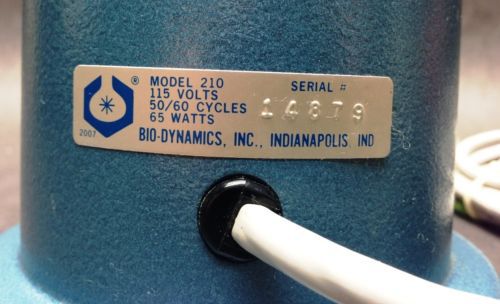 MODEL 210
115 VOLTS
50/60 CYCLES
65 WATTS
SERIAL #
14879
®
2007
BIO-DYNAMICS, INC., INDIANAPOLIS IND